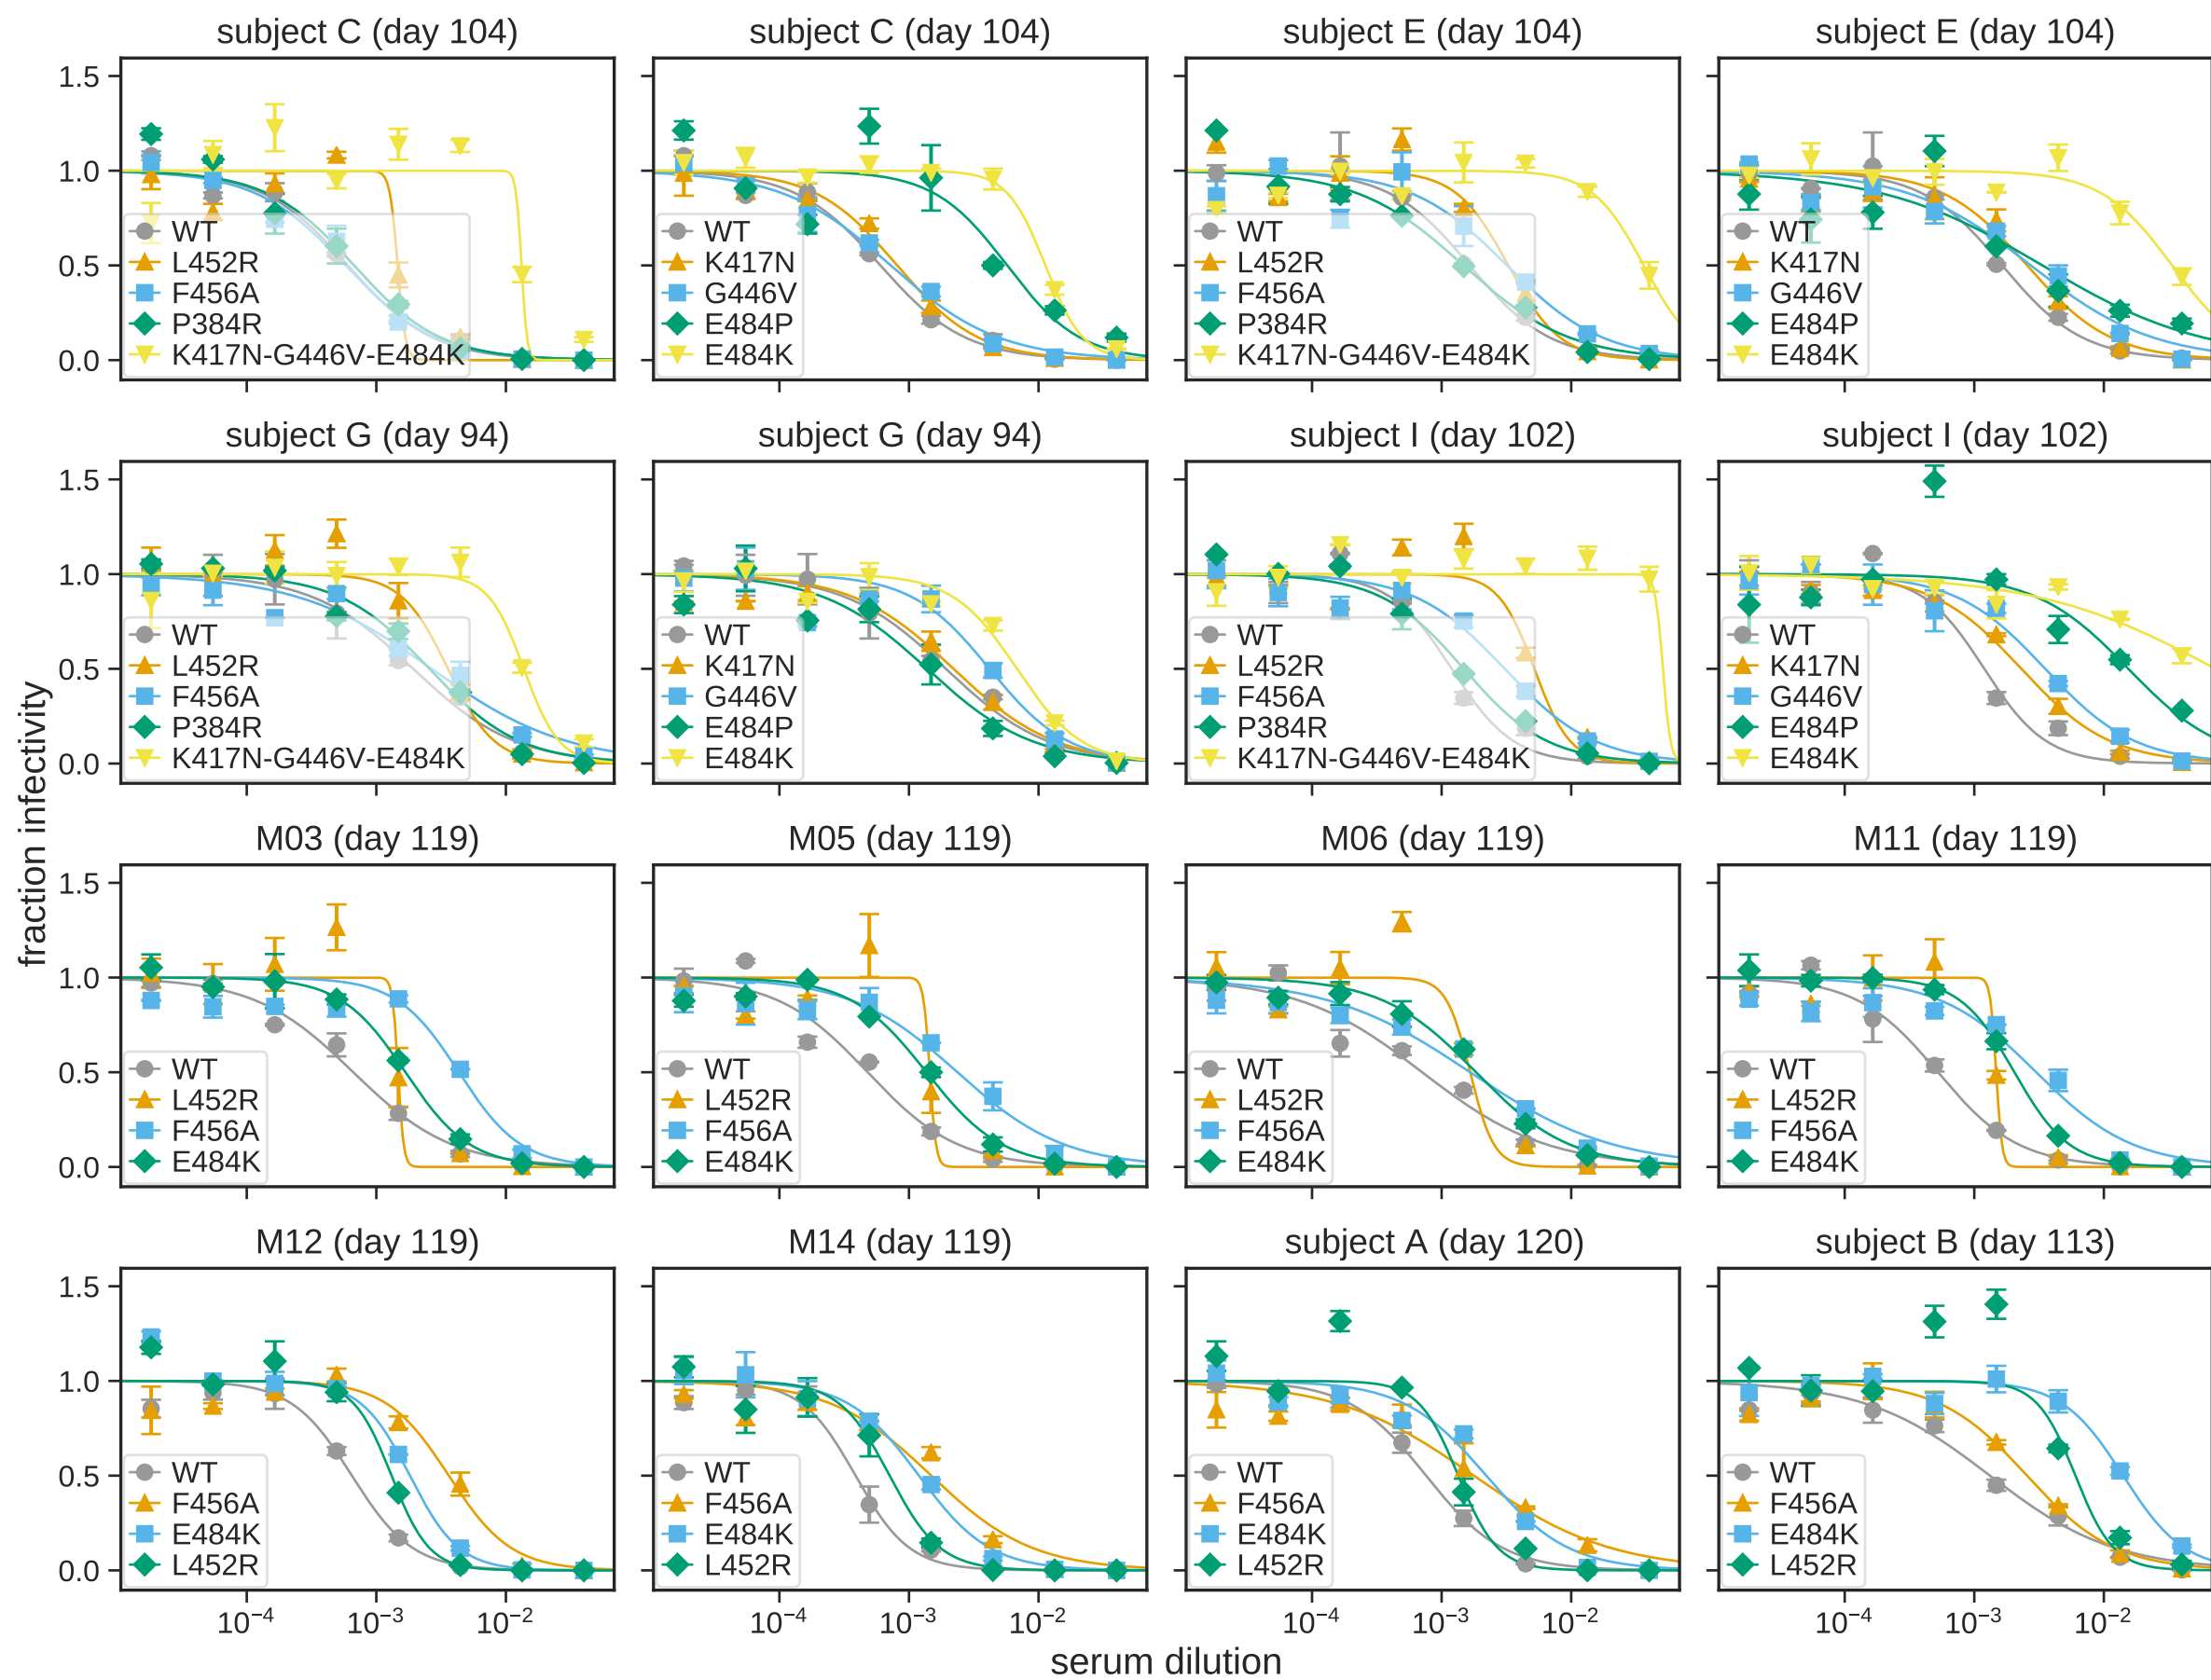 subject C (day 104)
subject C (day 104)
subject E (day 104)
subject E (day 104)
1.5
1.0
0.5
0.0
WT
L452R
F456A
P384R
K417N-G446V-E484K
WT
K417N
G446V
E484P
E484K
WT
L452R
F456A
P384R
K417N-G446V-E484K
WT
K417N
G446V
E484P
E484K
subject G (day 94)
subject G (day 94)
subject I (day 102)
subject I (day 102)
1.5
1.0
0.5
0.0
WT
L452R
F456A
P384R
K417N-G446V-E484K
WT
K417N
G446V
E484P
E484K
WT
L452R
F456A
P384R
K417N-G446V-E484K
WT
K417N
G446V
E484P
E484K
fraction infectivity
M03 (day 119)
M05 (day 119)
M06 (day 119)
M11 (day 119)
1.5
1.0
0.5
0.0
WT
L452R
F456A
E484K
WT
L452R
F456A
E484K
WT
L452R
F456A
E484K
WT
L452R
F456A
E484K
M12 (day 119)
M14 (day 119)
subject A (day 120)
subject B (day 113)
1.5
1.0
0.5
0.0
WT
F456A
E484K
L452R
WT
F456A
E484K
L452R
WT
F456A
E484K
L452R
WT
F456A
E484K
L452R
10⁻⁴ 10⁻³ 10⁻²
10⁻⁴ 10⁻³ 10⁻²
10⁻⁴ 10⁻³ 10⁻²
10⁻⁴ 10⁻³ 10⁻²
serum dilution